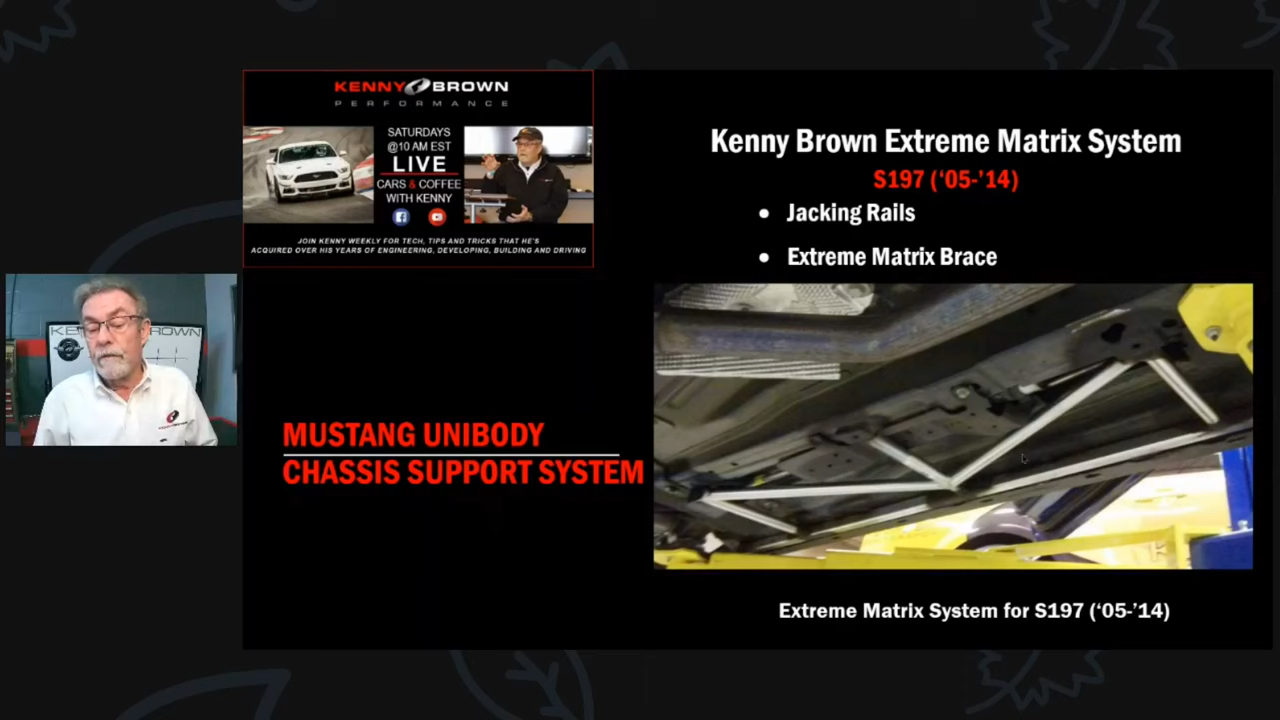 KENNY BROWN
PERFORMANCE
SATURDAYS
@10 AM EST
LIVE
CARS & COFFEE
WITH KENNY
JOIN KENNY WEEKLY FOR TECH, TIPS AND TRICKS THAT HE'S
ACQUIRED OVER HIS YEARS OF ENGINEERING, DEVELOPING, BUILDING AND DRIVING
Kenny Brown Extreme Matrix System
S197 (‘05-’14)
• Jacking Rails
• Extreme Matrix Brace
MUSTANG UNIBODY
CHASSIS SUPPORT SYSTEM
Extreme Matrix System for S197 (‘05-’14)